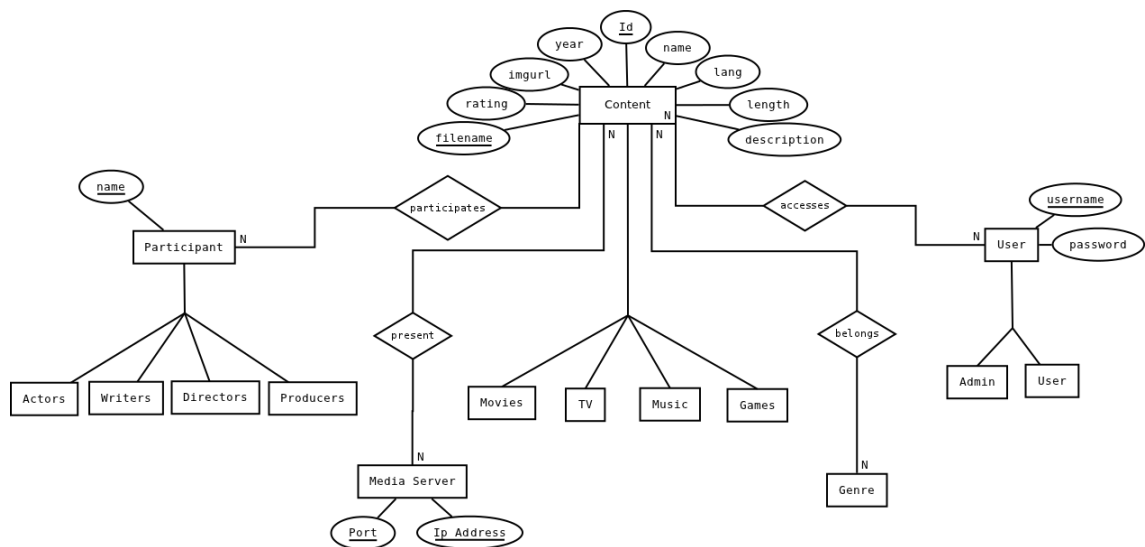 Id
year
name
imgurl
lang
rating
Content
length
N
filename
N
N
description
name
participates
accesses
username
Participant
N
N
User
password
present
belongs
Actors
Writers
Directors
Producers
Movies
TV
Music
Games
Admin
User
N
N
Media Server
Genre
Port
Ip Address